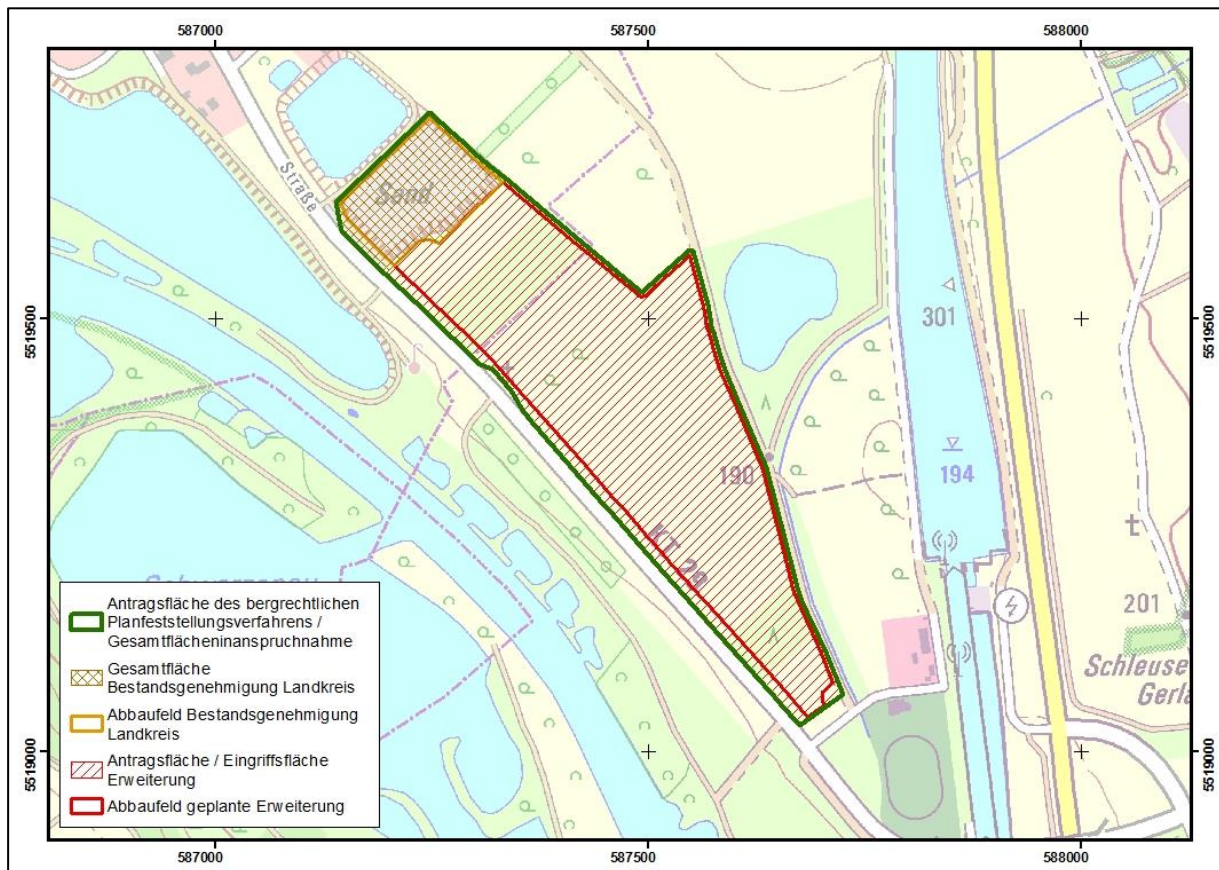 587000
587500
588000
Straße
Sand
5519500
5519500
301
190
194
KT 29
201
Schleuse
Gerla
Antragsfläche des bergrechtlichen
Planfeststellungsverfahrens /
Gesamtflächeninanspruchnahme
Gesamtfläche
Bestandsgenehmigung Landkreis
Abbaufeld Bestandsgenehmigung
Landkreis
Antragsfläche / Eingriffsfläche
Erweiterung
Abbaufeld geplante Erweiterung
5519000
5519000
587000
587500
588000